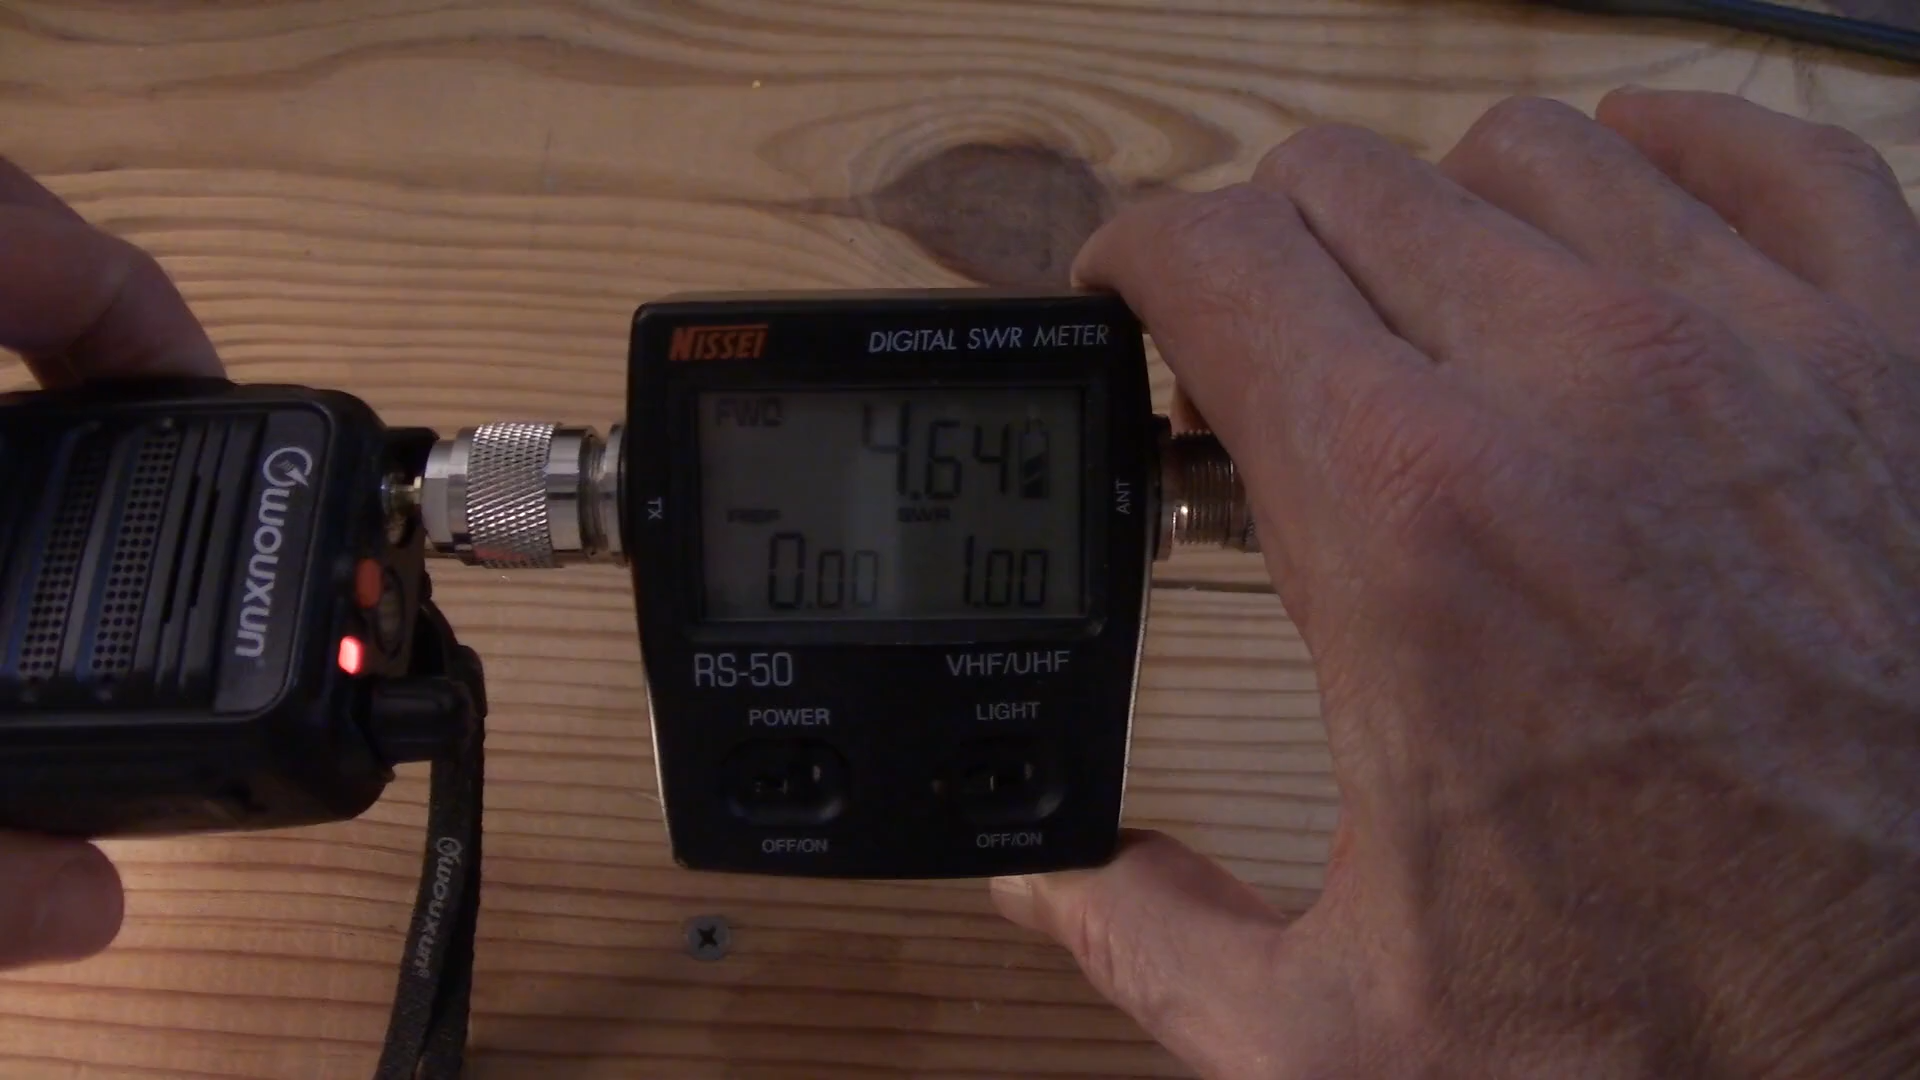 NISSEI
DIGITAL SWR METER
FWD
4.64
REF
SWR
0.00
1.00
TX
ANT
RS-50
VHF/UHF
POWER
LIGHT
OFF/ON
OFF/ON
WOUXUN
WOUXUN